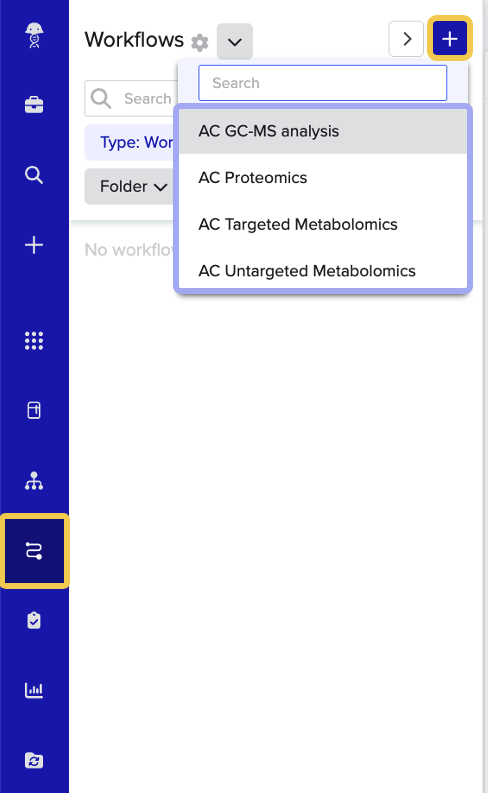 Workflows
Search
Search
Type: Wor
Folder
No workflow
AC GC-MS analysis
AC Proteomics
AC Targeted Metabolomics
AC Untargeted Metabolomics